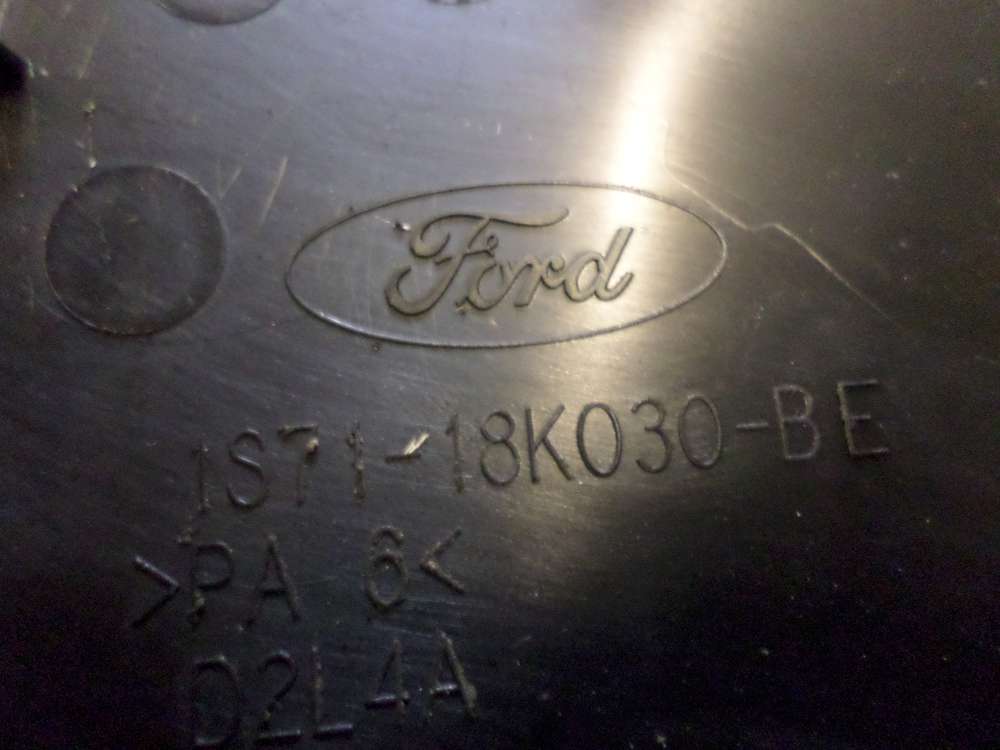 Ford
1S71-18K030-BE
>PA 6<
D2L4A